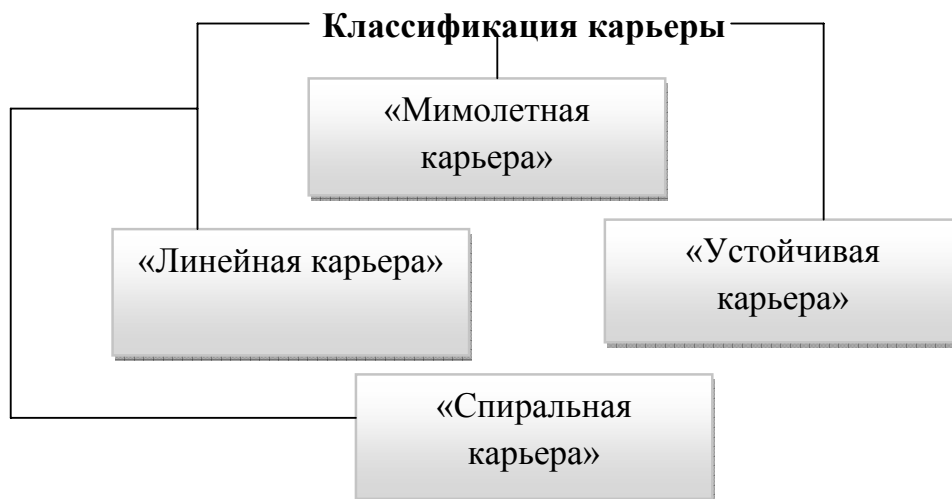 Классификация карьеры
«Мимолетная
карьера»
«Линейная карьера»
«Устойчивая
карьера»
«Спиральная
карьера»